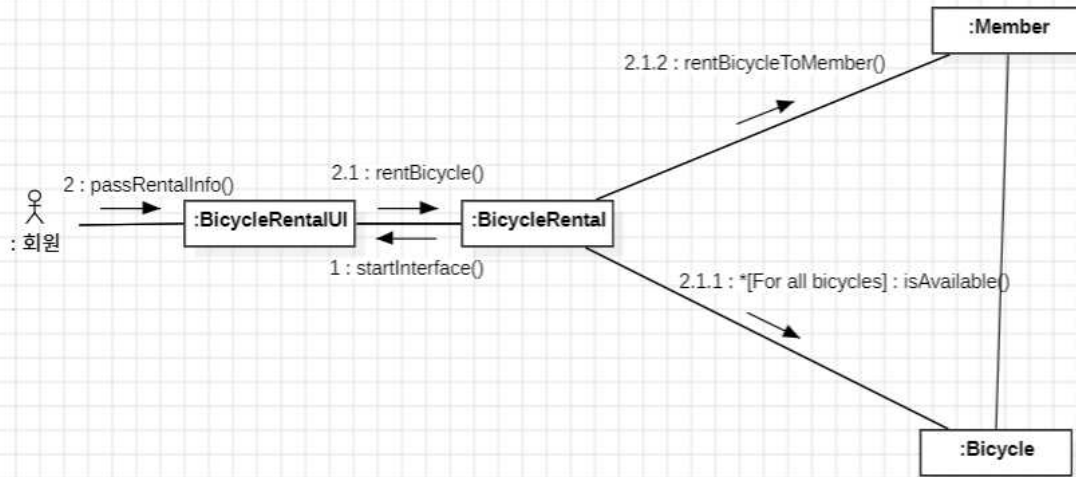 :Member
2.1.2 : rentBicycleToMember()
2.1 : rentBicycle()
2 : passRentalInfo()
:BicycleRentalUI
:BicycleRental
: 회원
1 : startInterface()
2.1.1 : *[For all bicycles] : isAvailable()
:Bicycle